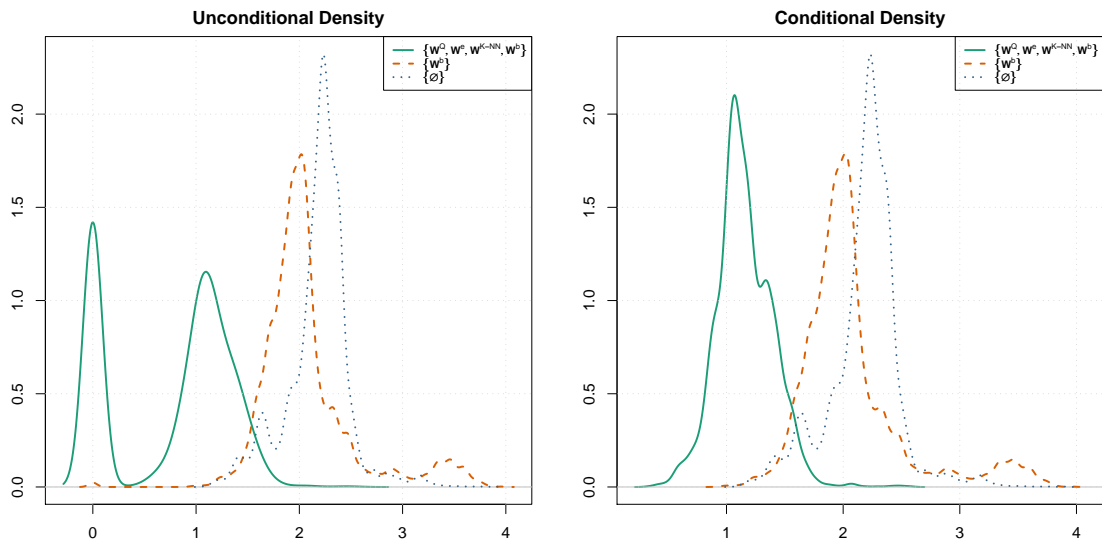 Unconditional Density
{w^Q, w^e, w^K−NN, w^b}
{w^b}
{∅}
2.0
1.5
1.0
0.5
0.0
0 1 2 3 4
Conditional Density
{w^Q, w^e, w^K−NN, w^b}
{w^b}
{∅}
2.0
1.5
1.0
0.5
0.0
1 2 3 4